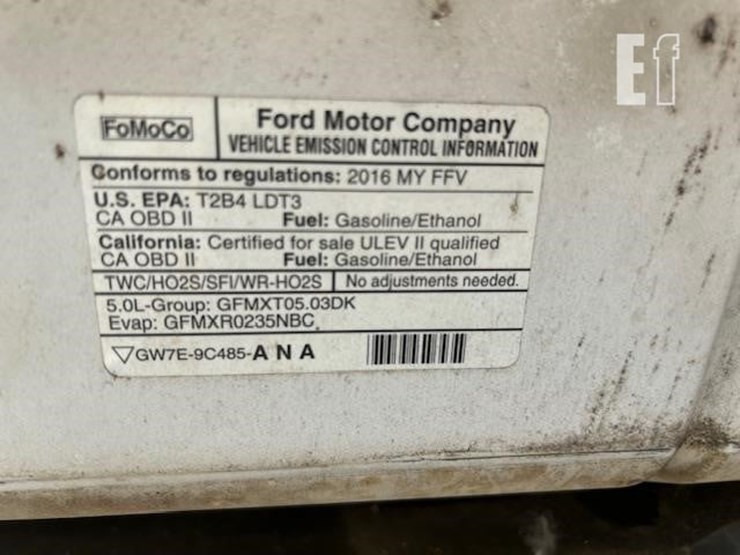 Ef
FoMoCo
Ford Motor Company
VEHICLE EMISSION CONTROL INFORMATION
Conforms to regulations: 2016 MY FFV
U.S. EPA: T2B4 LDT3
CA OBD II Fuel: Gasoline/Ethanol
California: Certified for sale ULEV II qualified
CA OBD II Fuel: Gasoline/Ethanol
TWC/HO2S/SFI/WR-HO2S No adjustments needed.
5.0L-Group: GFMXT05.03DK
Evap: GFMXR0235NBC
GW7E-9C485-A N A